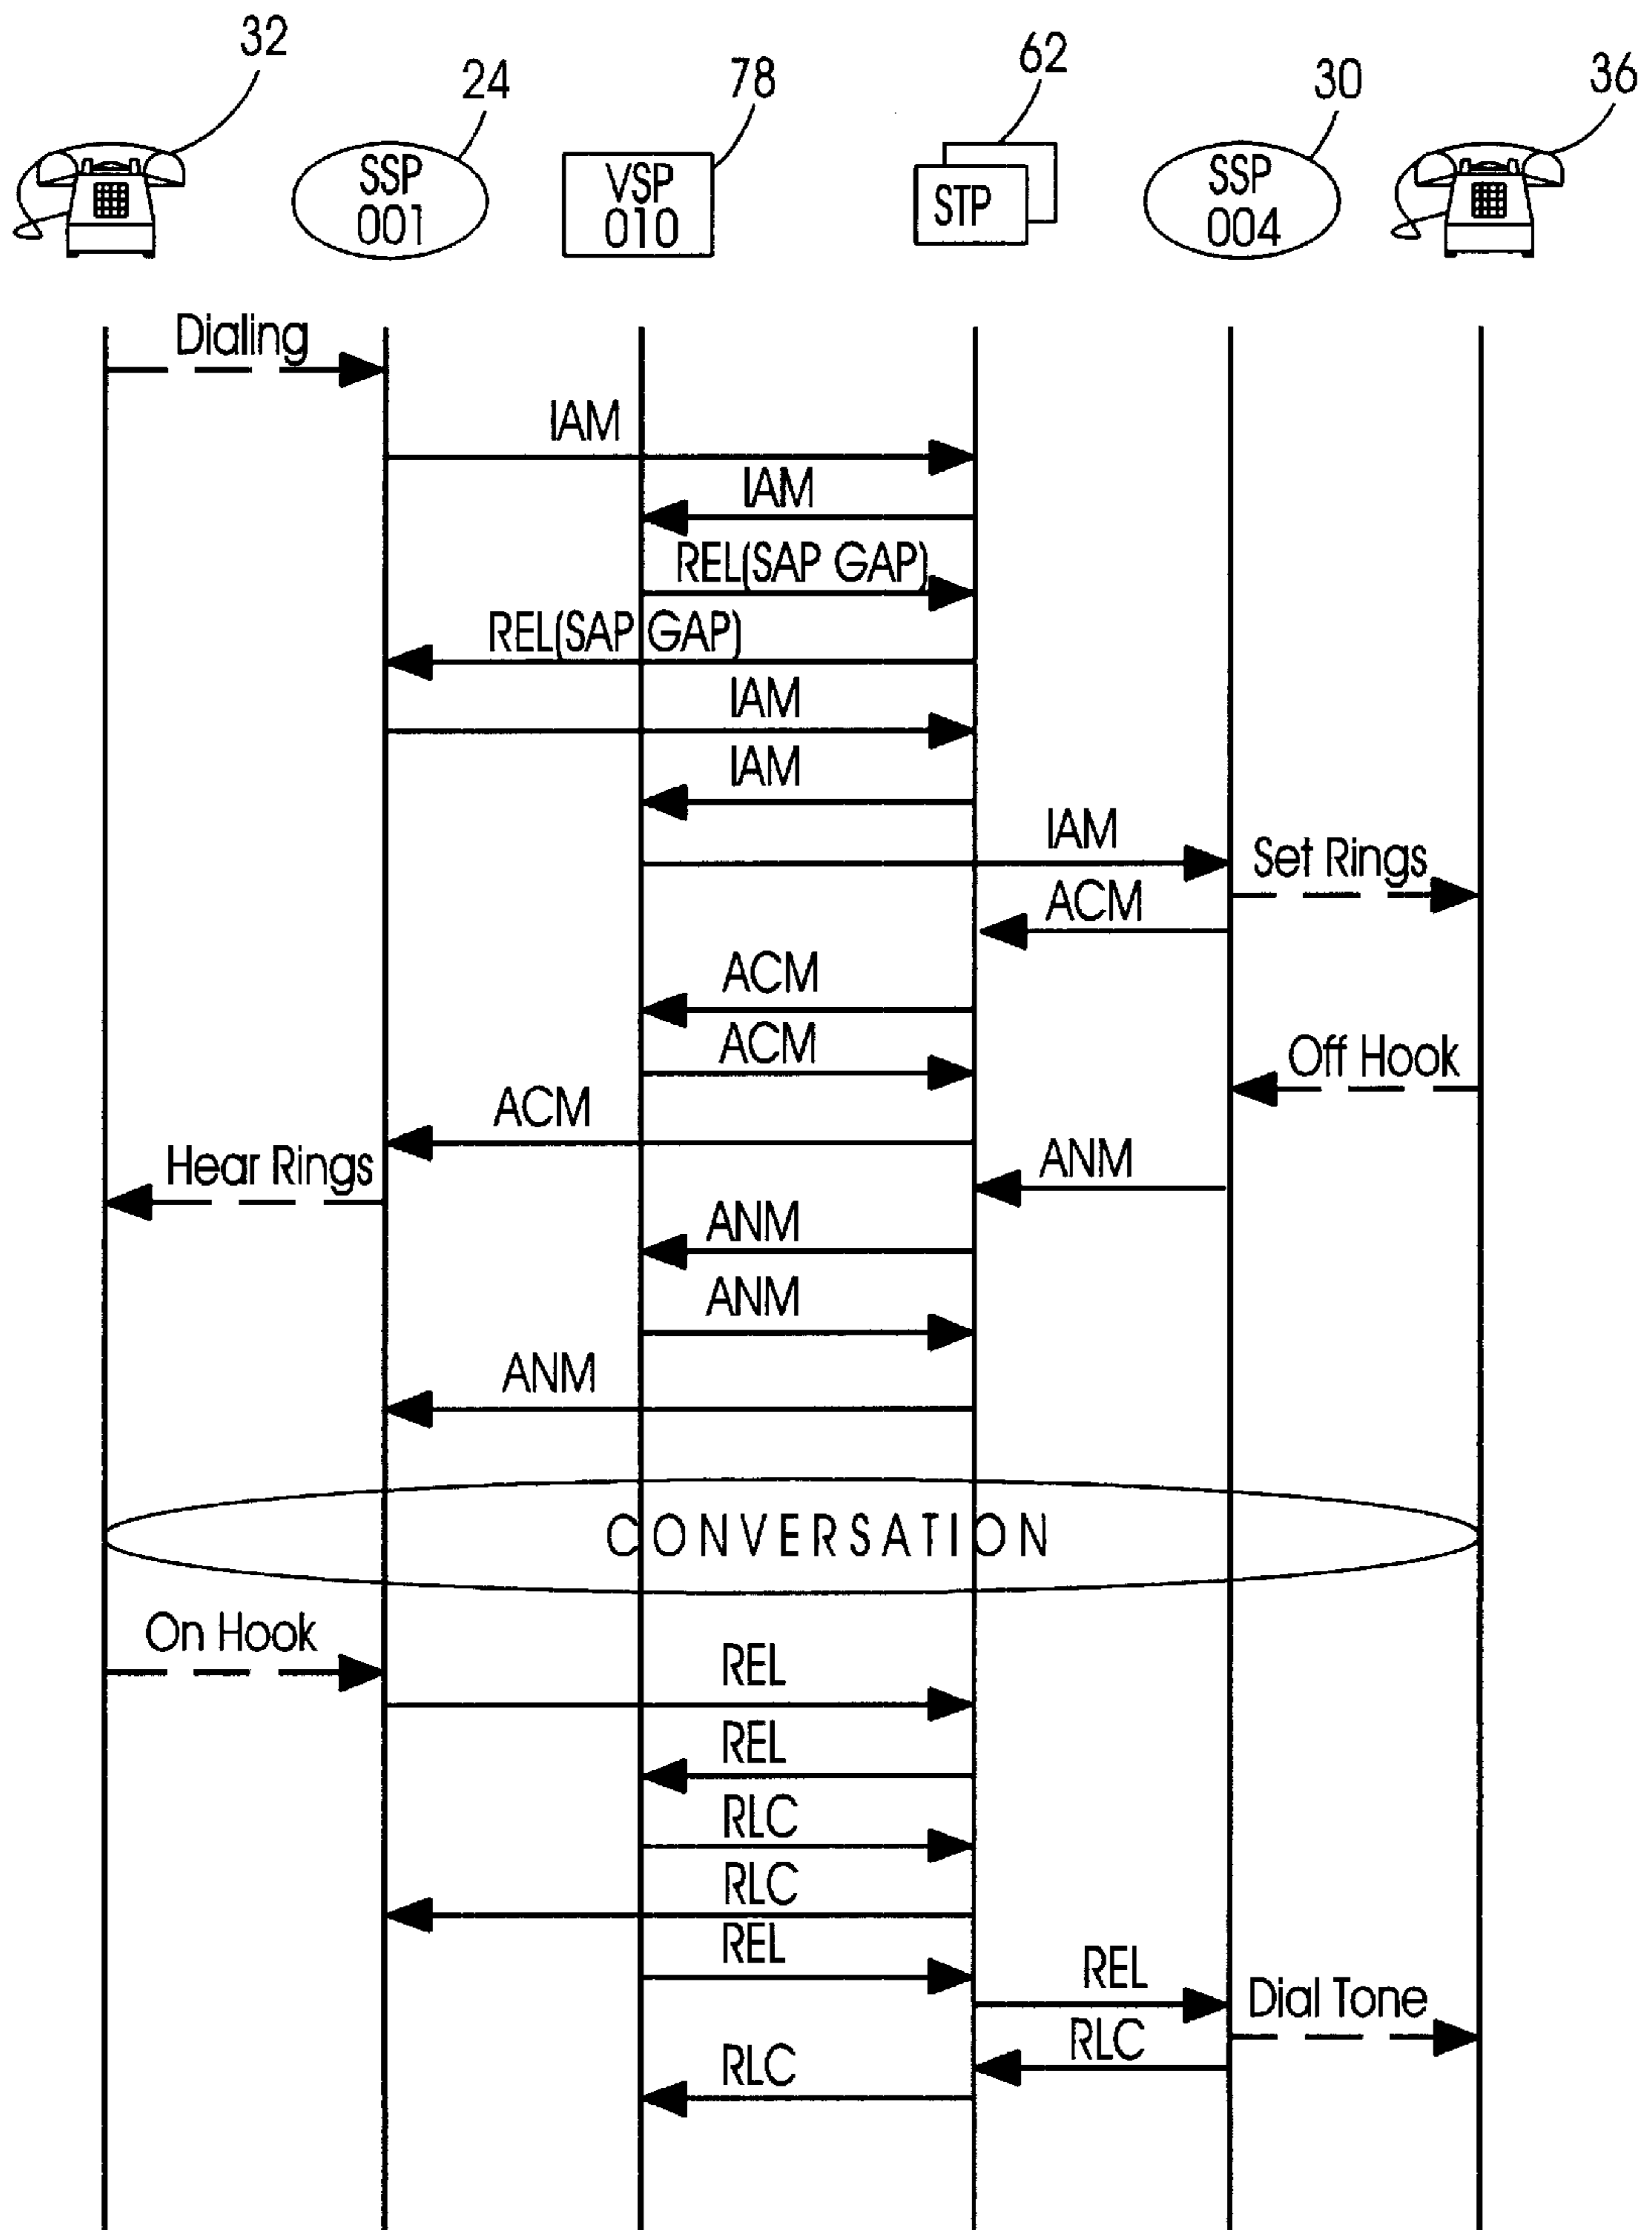 32
24
78
62
30
36
SSP
001
VSP
010
STP
SSP
004
Dialing
IAM
IAM
REL(SAP GAP)
REL(SAP GAP)
IAM
IAM
IAM
Set Rings
ACM
ACM
ACM
Off Hook
ACM
Hear Rings
ANM
ANM
ANM
ANM
CONVERSATION
On Hook
REL
REL
RLC
RLC
REL
REL
Dial Tone
RLC
RLC